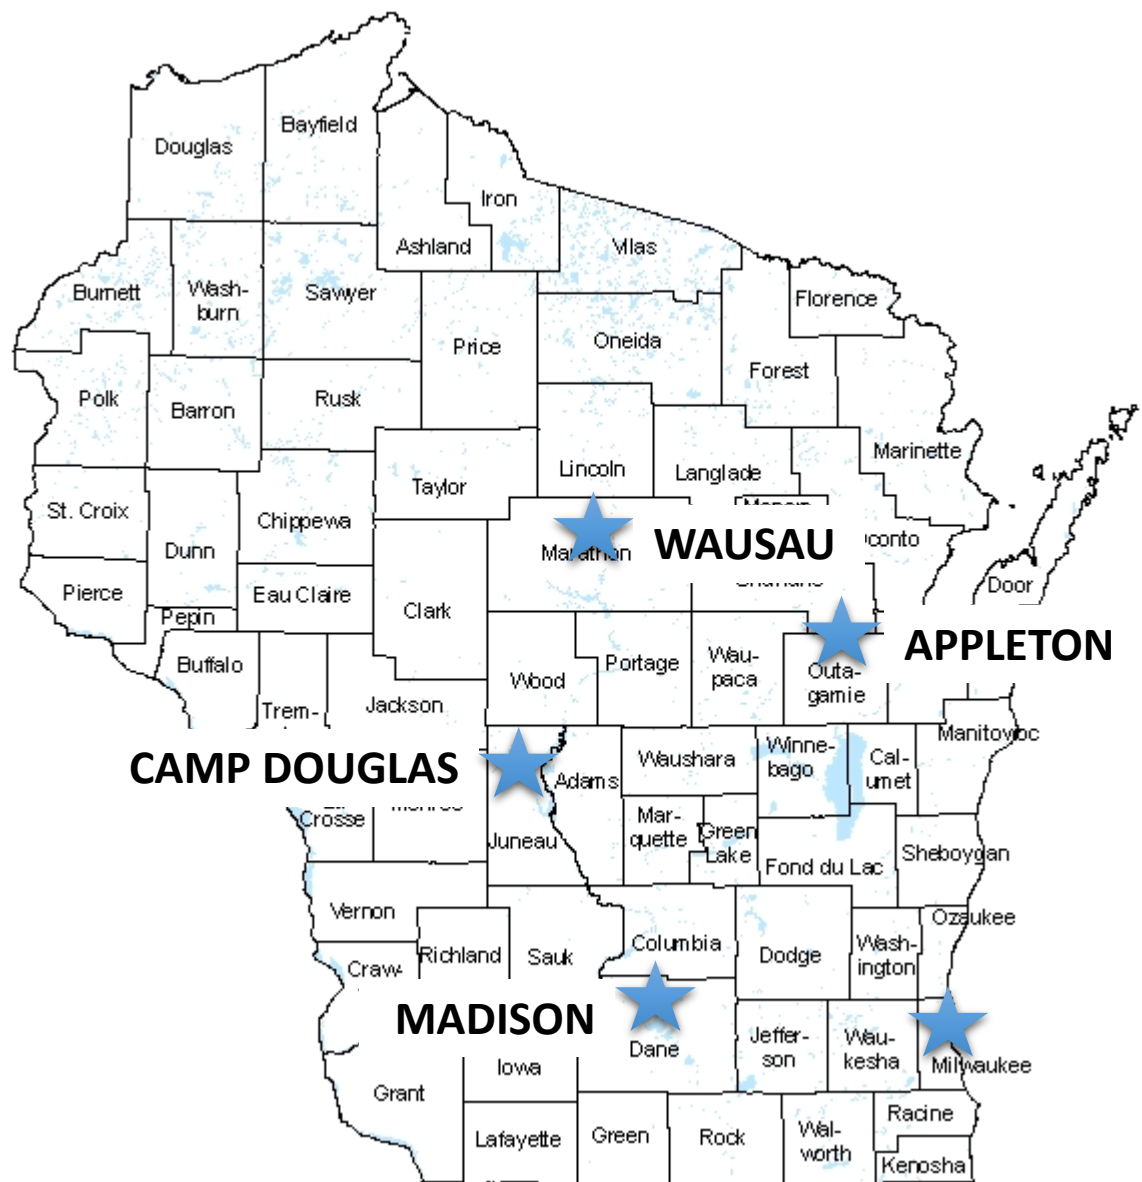 Bayfield
Douglas
Iron
Ashland
Vilas
Burnett
Wash-
burn
Sawyer
Florence
Price
Oneida
Forest
Polk
Barron
Rusk
Marinette
Lincoln
Langlade
Taylor
St. Croix
Chippewa
Dunn
Marathon
WAUSAU
Pierce
Eau Claire
Door
Clark
Pepin
APPLETON
Buffalo
Wood
Portage
Wau-
paca
Outa-
gamie
Jackson
Trem-
Manitowoc
CAMP DOUGLAS
Adams
Waushara
Winne-
bago
Cal-
umet
Crosse
Juneau
Mar-
quette
Green
Lake
Fond du Lac
Sheboygan
Vernon
Ozaukee
Richland
Sauk
Columbia
Dodge
Wash-
ington
Craw-
MADISON
Dane
Jeffer-
son
Wau-
kesha
Milwaukee
Iowa
Grant
Racine
Lafayette
Green
Rock
Wal-
worth
Kenosha